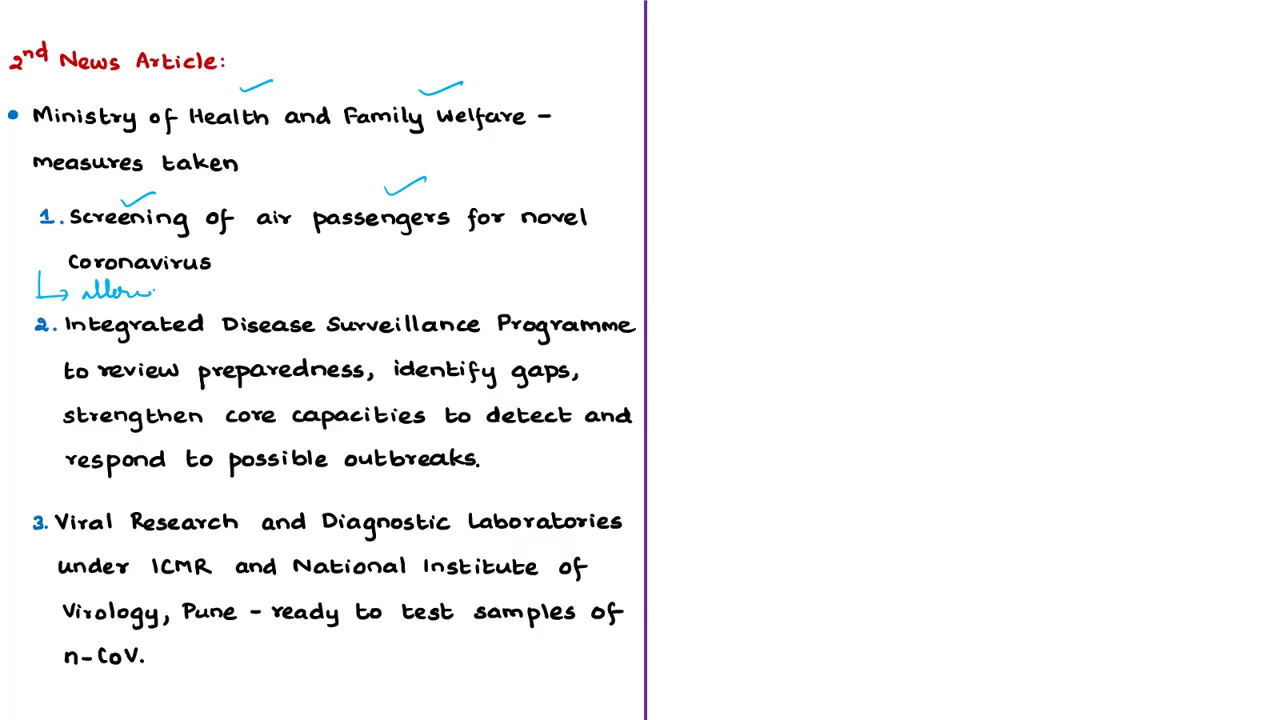 2nd News Article:
• Ministry of Health and Family Welfare -
measures taken
1. Screening of air passengers for novel
Coronavirus
2. Integrated Disease Surveillance Programme
to review preparedness, identify gaps,
strengthen core capacities to detect and
respond to possible outbreaks.
3. Viral Research and Diagnostic Laboratories
under ICMR and National Institute of
Virology, Pune - ready to test samples of
n-CoV.